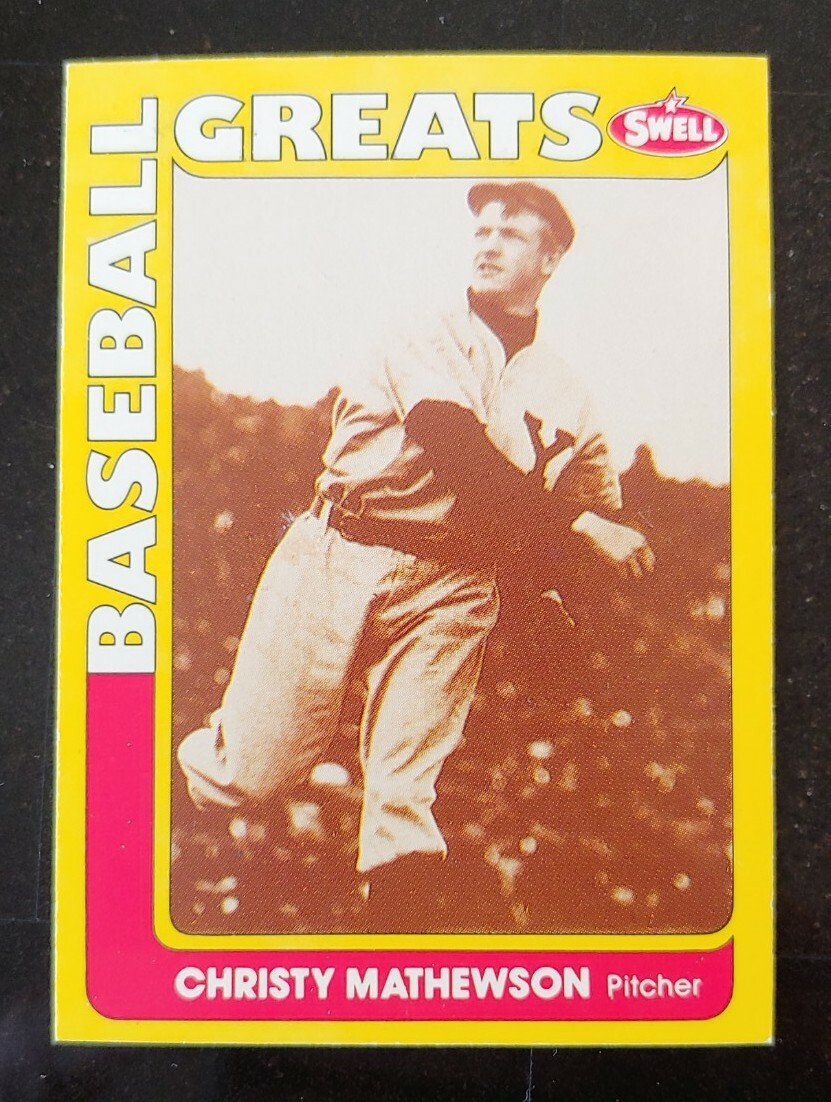 BASEBALL
GREATS
SWELL
Y
CHRISTY MATHEWSON Pitcher